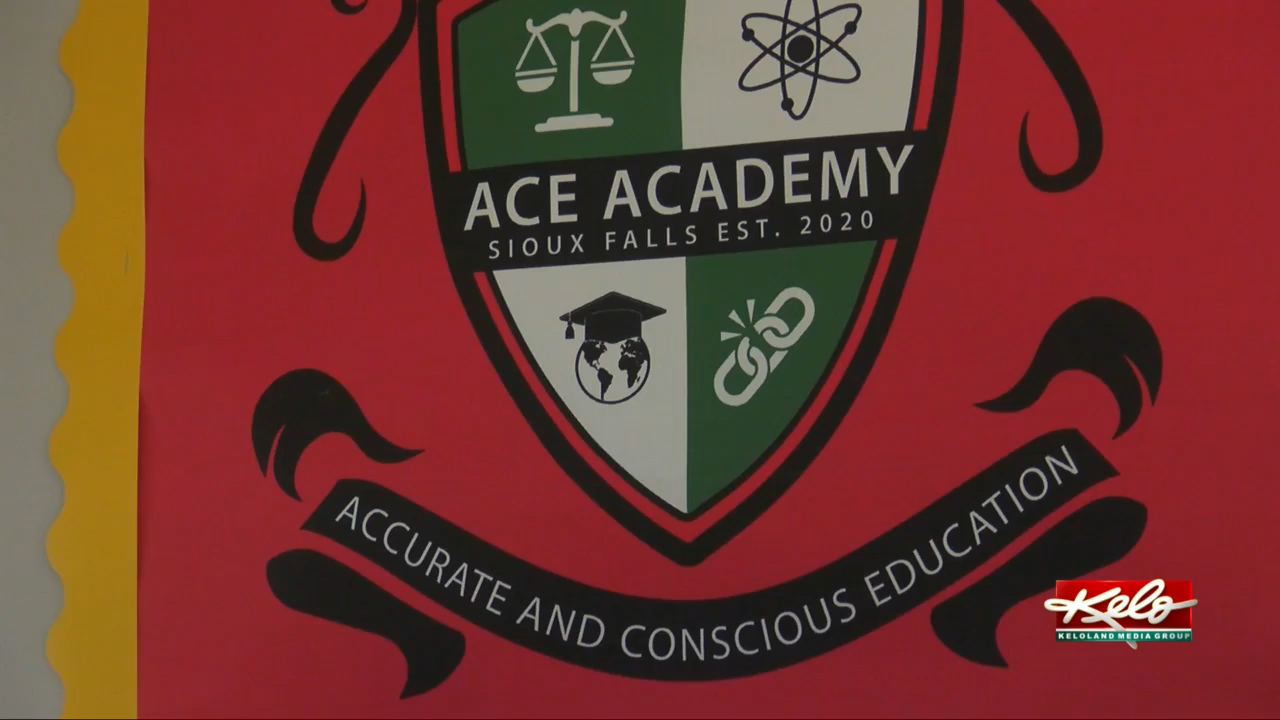 ACE ACADEMY
SIOUX FALLS EST. 2020
ACCURATE AND CONSCIOUS EDUCATION
Kelo
KELOLAND MEDIA GROUP